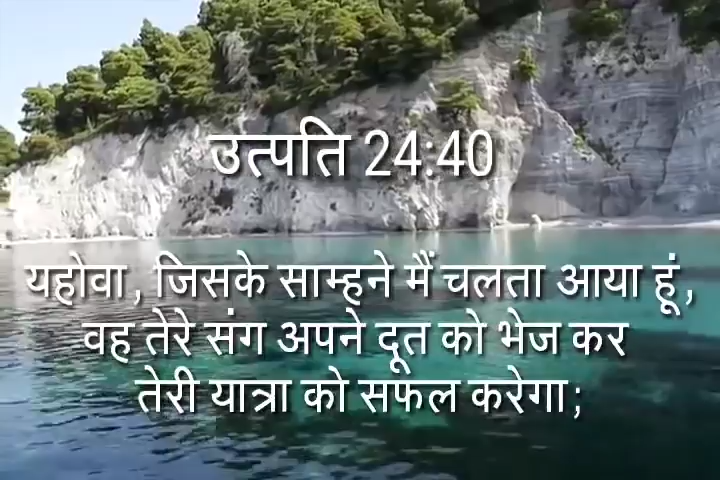 उत्पति 24:40
यहोवा, जिसके साम्हने मैं चलता आया हूं,
वह तेरे संग अपने दूत को भेज कर
तेरी यात्रा को सफल करेगा;